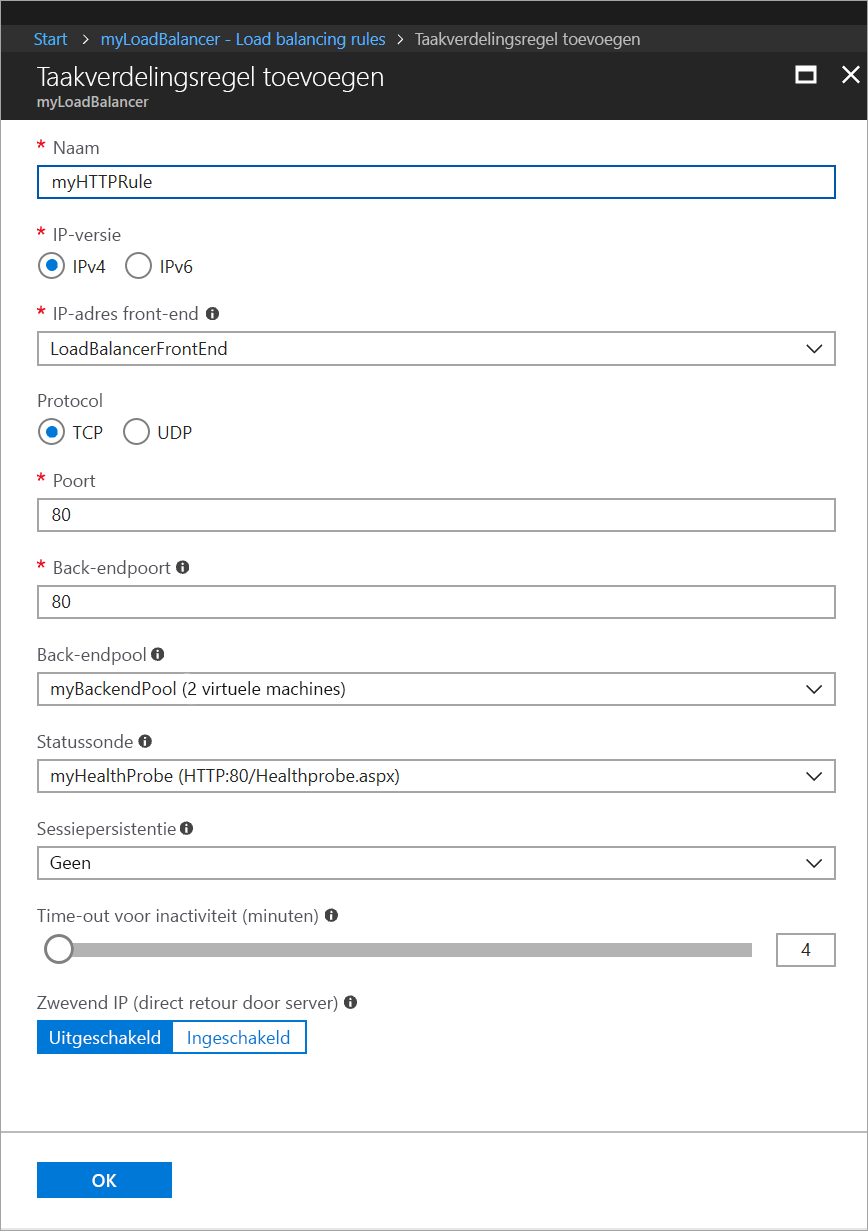 Start > myLoadBalancer - Load balancing rules > Taakverdelingsregel toevoegen
Taakverdelingsregel toevoegen
myLoadBalancer
* Naam
myHTTPRule
* IP-versie
IPv4 IPv6
* IP-adres front-end
LoadBalancerFrontEnd
Protocol
TCP UDP
* Poort
80
* Back-endpoort
80
Back-endpool
myBackendPool (2 virtuele machines)
Statussonde
myHealthProbe (HTTP:80/Healthprobe.aspx)
Sessiepersistentie
Geen
Time-out voor inactiviteit (minuten)
4
Zwevend IP (direct retour door server)
Uitgeschakeld Ingeschakeld
OK